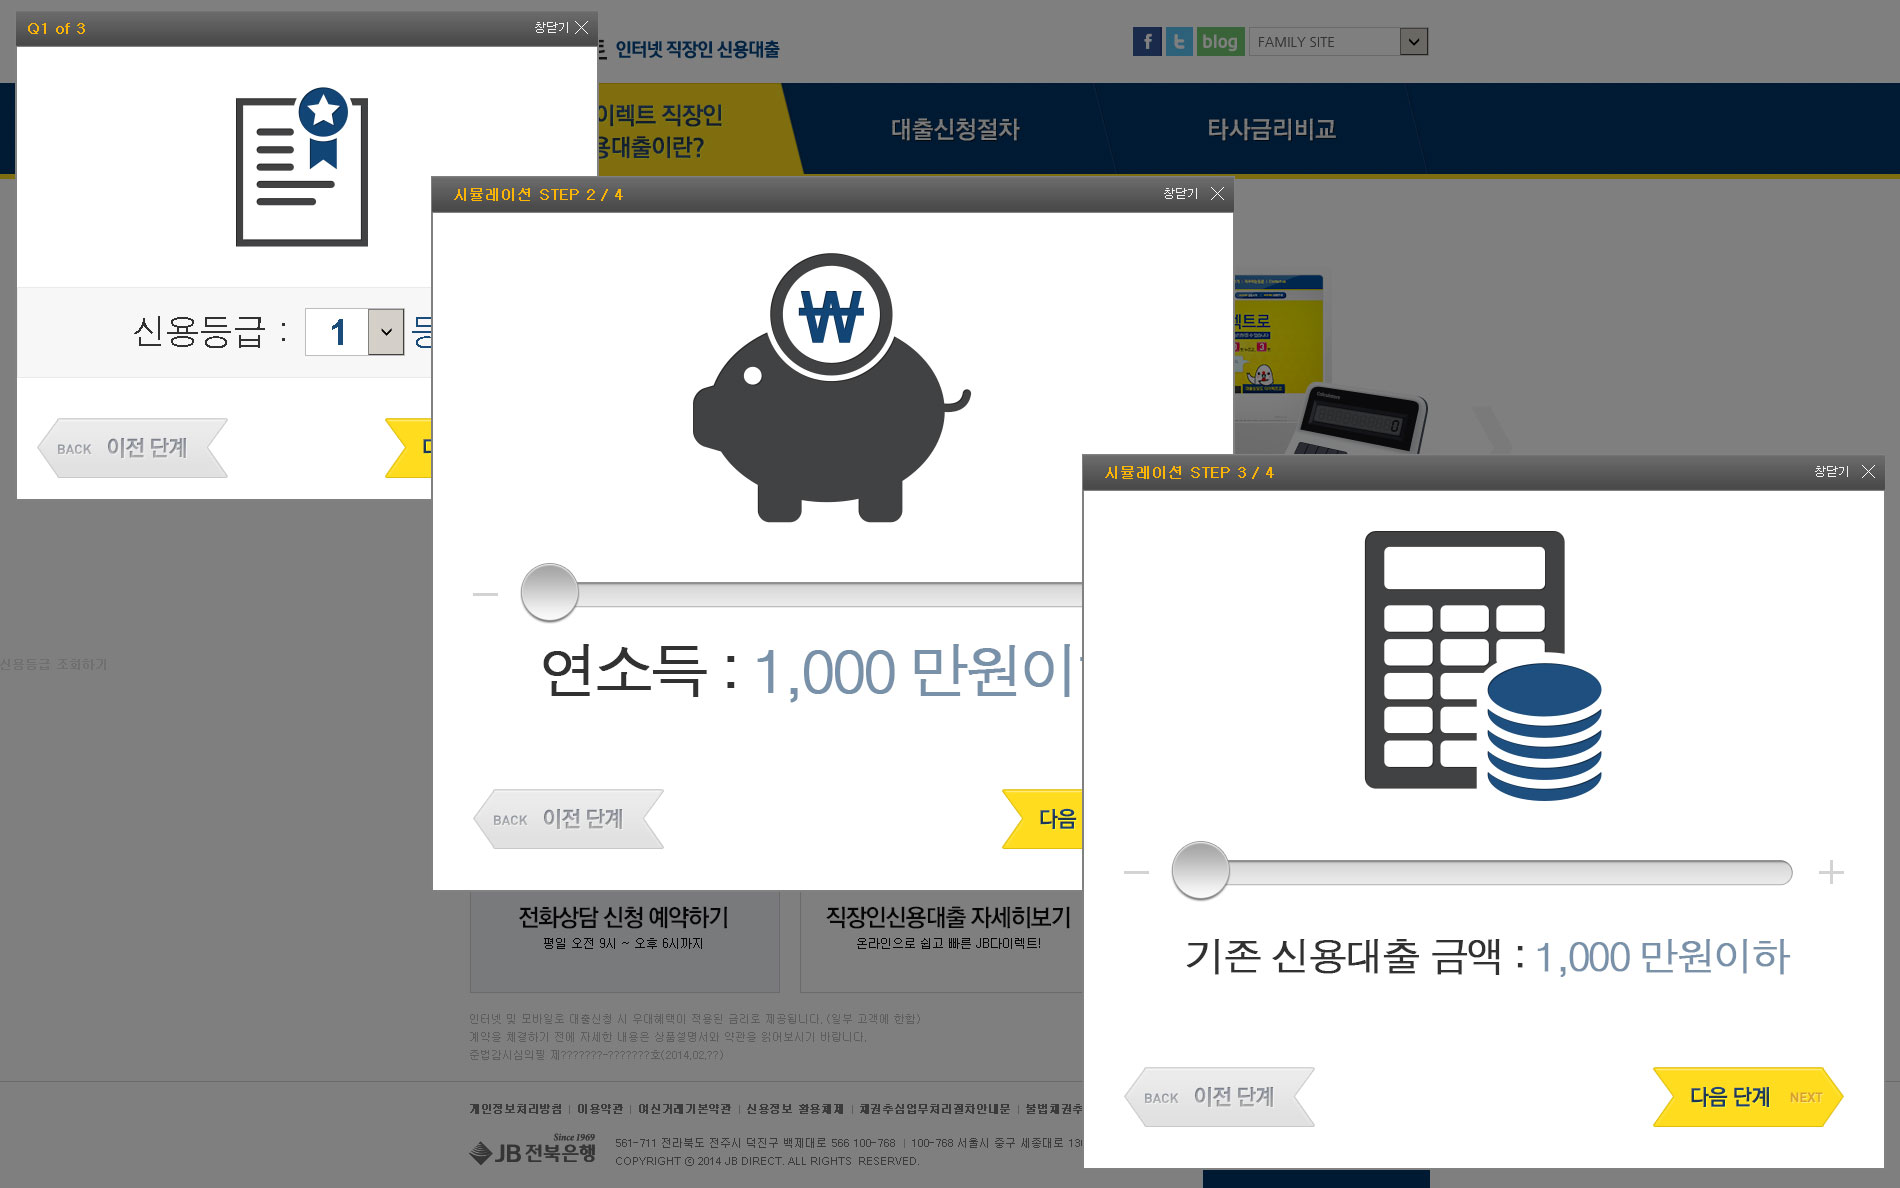 Q1 of 3
창닫기
인터넷 직장인 신용대출
f
blog
FAMILY SITE
이렉트 직장인
용대출이란?
대출신청절차
타사금리비교
신용등급 :
1
BACK 이전 단계
시뮬레이션 STEP 2 / 4
창닫기
₩
연소득 : 1,000 만원이
BACK 이전 단계
다음
시뮬레이션 STEP 3 / 4
창닫기
기존 신용대출 금액 : 1,000 만원이하
BACK 이전 단계
다음 단계 NEXT
신용등급 조회하기
전화상담 신청 예약하기
평일 오전 9시 ~ 오후 6시까지
직장인신용대출 자세히보기
온라인으로 쉽고 빠른 JB다이렉트!
인터넷 및 모바일로 대출신청 시 우대혜택이 적용된 금리로 제공됩니다. (일부 고객에 한함)
계약을 체결하기 전에 자세한 내용은 상품설명서와 약관을 읽어보시기 바랍니다.
준법감시심의필 제???????-???????호(2014.02.??)
개인정보처리방침 | 이용약관 | 여신거래기본약관 | 신용정보 활용체제 | 채권추심업무처리절차안내문 | 불법채권추
Since 1969
JB 전북은행
561-711 전라북도 전주시 덕진구 백제대로 566 100-768 | 100-768 서울시 중구 세종대로
COPYRIGHT ⓒ 2014 JB DIRECT. ALL RIGHTS RESERVED.